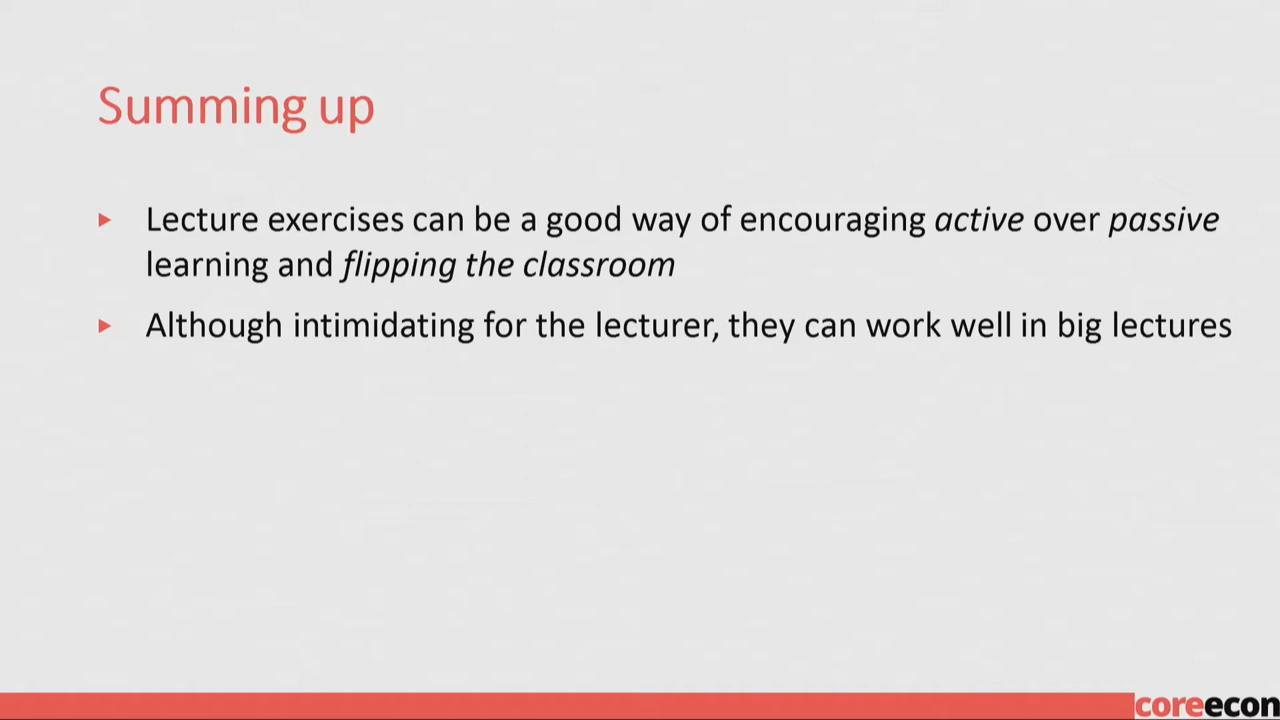 Summing up
Lecture exercises can be a good way of encouraging active over passive
learning and flipping the classroom
Although intimidating for the lecturer, they can work well in big lectures
coreecon